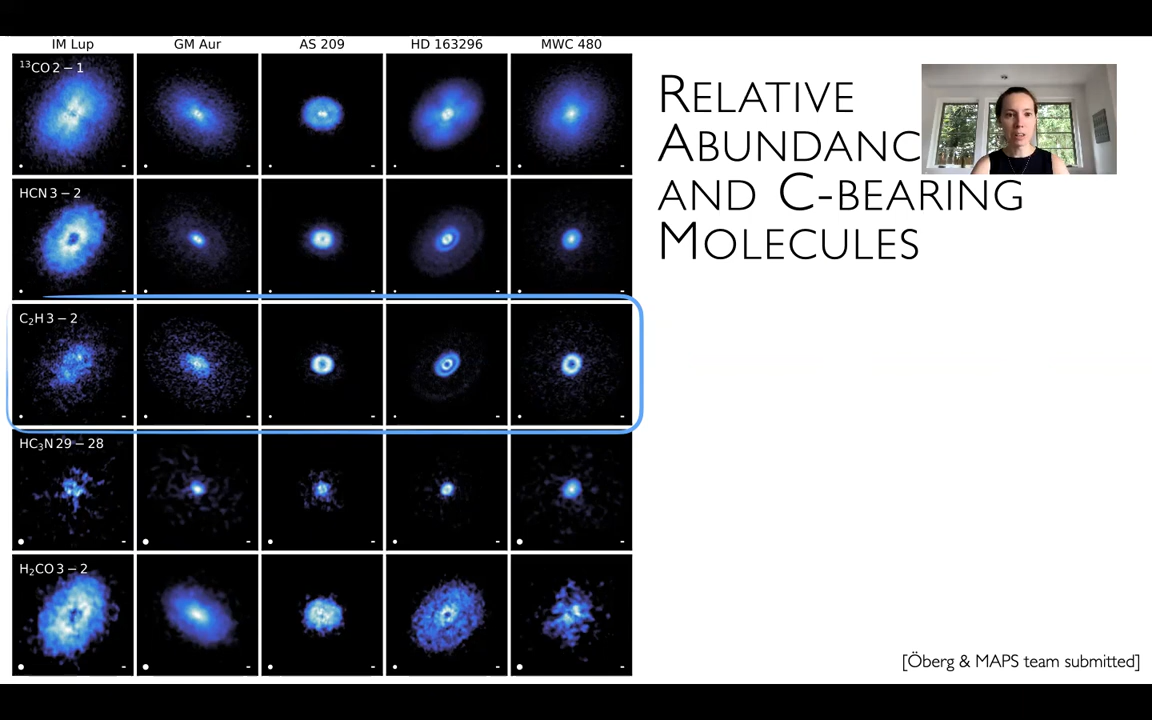 IM Lup GM Aur AS 209 HD 163296 MWC 480
¹³CO 2 − 1
HCN 3 − 2
C₂H 3 − 2
HC₃N 29 − 28
H₂CO 3 − 2
RELATIVE
ABUNDANC
AND C-BEARING
MOLECULES
[Öberg & MAPS team submitted]